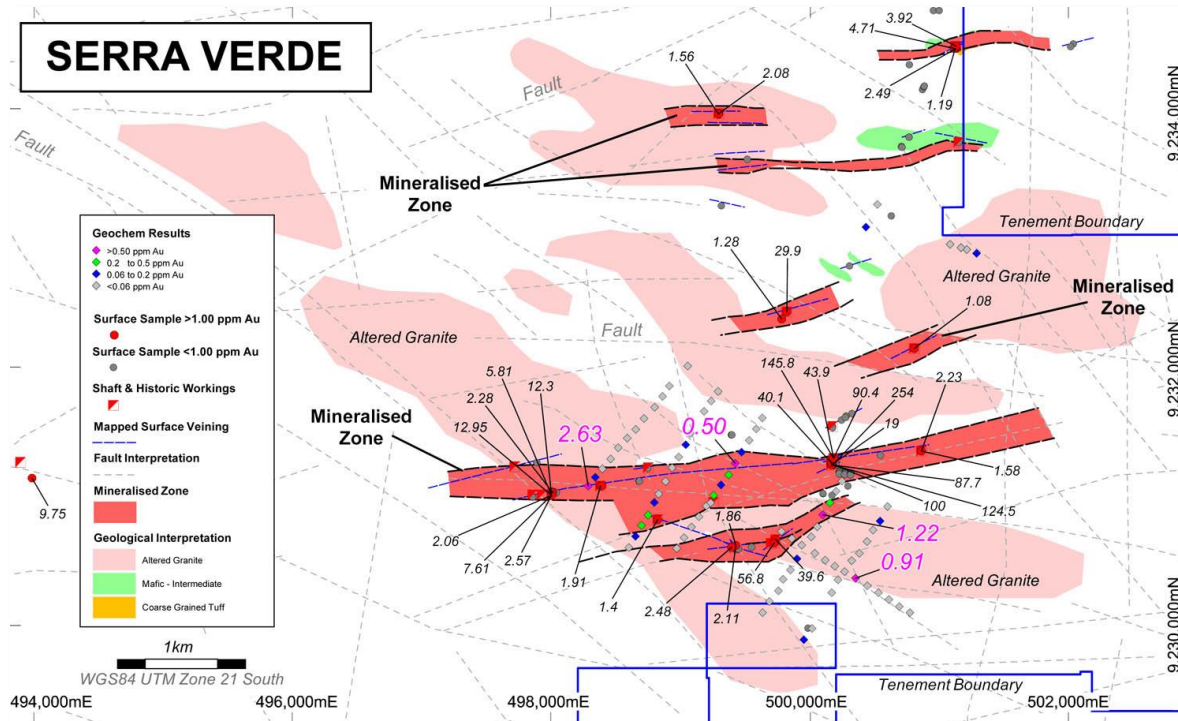 SERRA VERDE
Fault
Fault
Fault
3.92
4.71
2.49
1.19
1.56
2.08
Mineralised
Zone
9 234,000mN
Tenement Boundary
Geochem Results
>0.50 ppm Au
0.2 to 0.5 ppm Au
0.06 to 0.2 ppm Au
<0.06 ppm Au
Surface Sample >1.00 ppm Au
Surface Sample <1.00 ppm Au
Shaft & Historic Workings
Mapped Surface Veining
Fault Interpretation
Mineralised Zone
Geological Interpretation
Altered Granite
Mafic - Intermediate
Coarse Grained Tuff
1km
WGS84 UTM Zone 21 South
1.28
29.9
Altered Granite
Mineralised
Zone
1.08
Altered Granite
9 232,000mN
145.8
43.9
40.1
90.4
254
19
2.23
5.81
12.3
2.28
12.95
Mineralised
Zone
2.63
0.50
9.75
1.58
87.7
124.5
100
2.06
7.61
2.57
1.91
1.4
1.86
2.48
2.11
56.8
39.6
1.22
0.91
Altered Granite
9 230,000mN
Tenement Boundary
494,0000mE
496,0000mE
498,0000mE
500,0000mE
502,0000mE